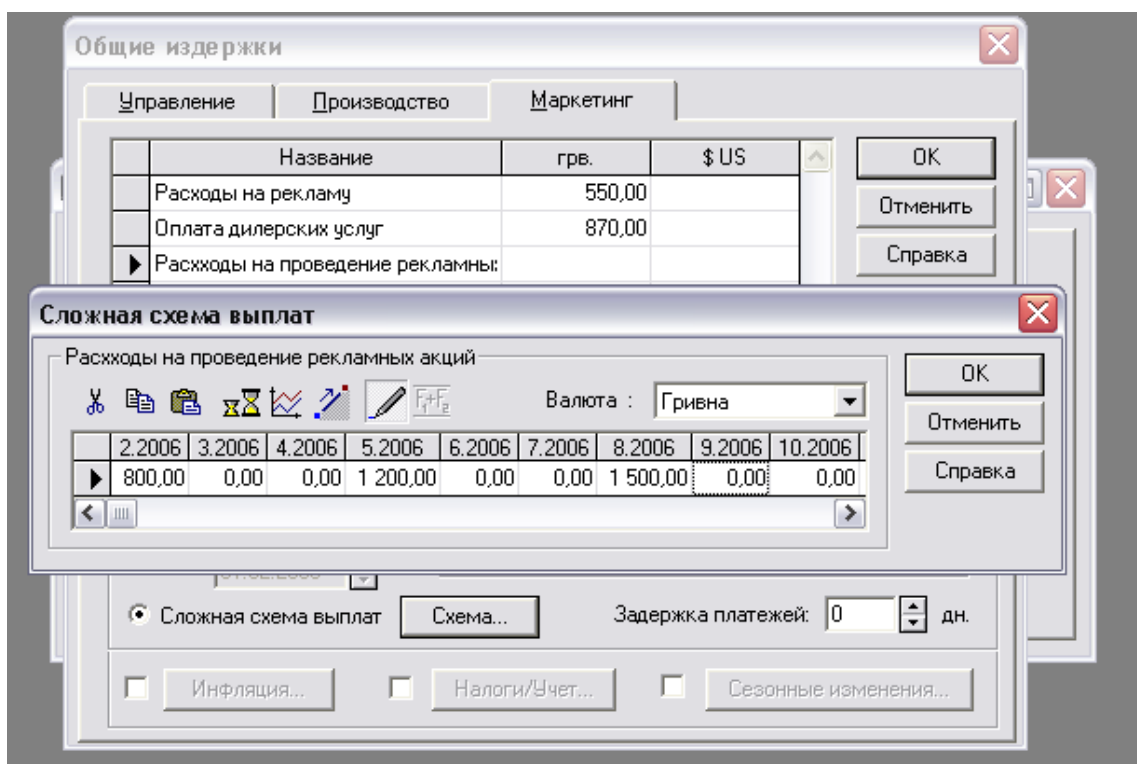 Общие издержки
Управление Производство Маркетинг
Название грв. $ US OK
Расходы на рекламу 550,00
Отменить
Оплата дилерских услуг 870,00
Справка
Расхходы на проведение рекламны:
Сложная схема выплат
Расхходы на проведение рекламных акций
OK
F1+F2 Валюта : Гривна
Отменить
2.2006 3.2006 4.2006 5.2006 6.2006 7.2006 8.2006 9.2006 10.2006
800,00 0,00 0,00 1 200,00 0,00 0,00 1 500,00 0,00 0,00
Справка
Сложная схема выплат Схема... Задержка платежей: 0 дн.
Инфляция... Налоги/Учет... Сезонные изменения...